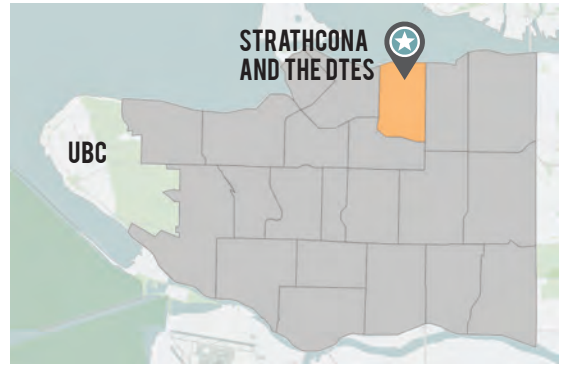 STRATHCONA
AND THE DTES
UBC